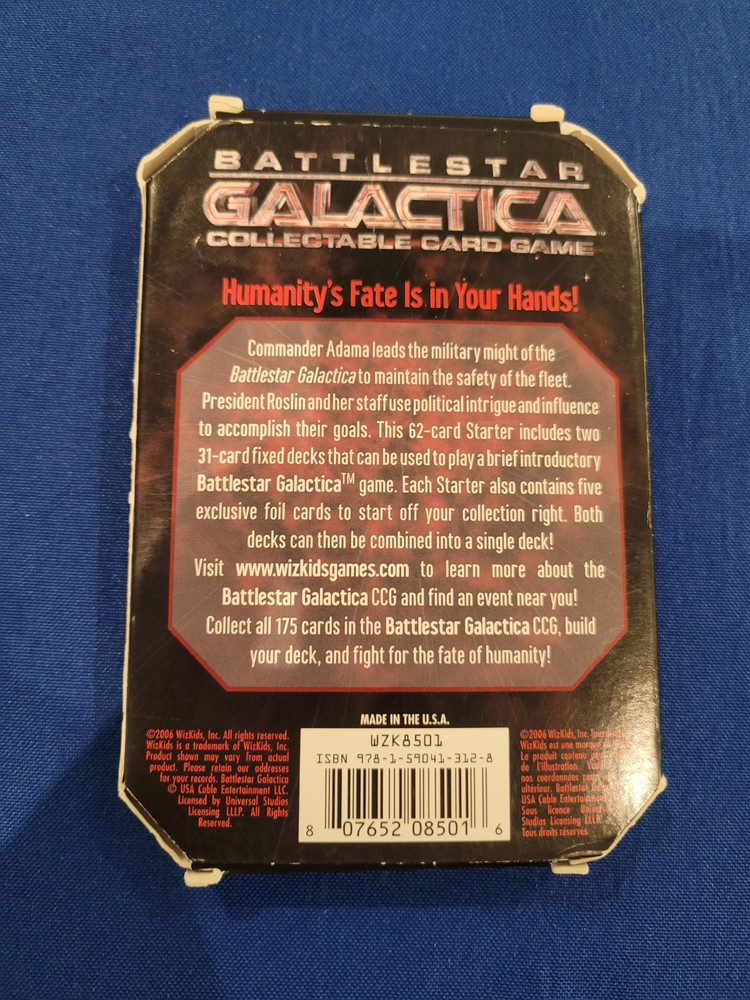 BATTLESTAR
GALACTICA
COLLECTABLE CARD GAME
Humanity's Fate Is in Your Hands!
Commander Adama leads the military might of the
Battlestar Galactica to maintain the safety of the fleet.
President Roslin and her staff use political intrigue and influence
to accomplish their goals. This 62-card Starter includes two
31-card fixed decks that can be used to play a brief introductory
Battlestar Galactica™ game. Each Starter also contains five
exclusive foil cards to start off your collection right. Both
decks can then be combined into a single deck!
Visit www.wizkidsgames.com to learn more about the
Battlestar Galactica CCG and find an event near you!
Collect all 175 cards in the Battlestar Galactica CCG, build
your deck, and fight for the fate of humanity!
MADE IN THE U.S.A.
©2006 WizKids, Inc. All rights reserved.
WizKids is a trademark of WizKids, Inc.
Product shown may vary from actual
product. Please retain our addresses
for your records. Battlestar Galactica
© USA Cable Entertainment LLC.
Licensed by Universal Studios
Licensing LLLP. All Rights
Reserved.
WZK8501
ISBN 978-1-59041-312-8
8 07652 08501 6
©2006 WizKids, Inc.
WizKids est une
Le produit contenu
de l'illustration.
nos coordonnées pour
ultérieur.
USA Cable
Sous licence
Studios Licensing LLLP
Tous droits réservés.